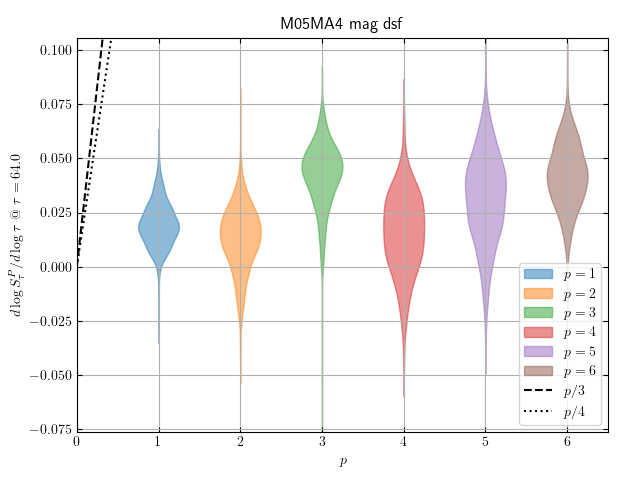 M05MA4 mag dsf
d log S_τ^P / d log τ @ τ = 64.0
0.100
0.075
0.050
0.025
0.000
−0.025
−0.050
−0.075
0 1 2 3 4 5 6
p
p = 1
p = 2
p = 3
p = 4
p = 5
p = 6
p/3
p/4